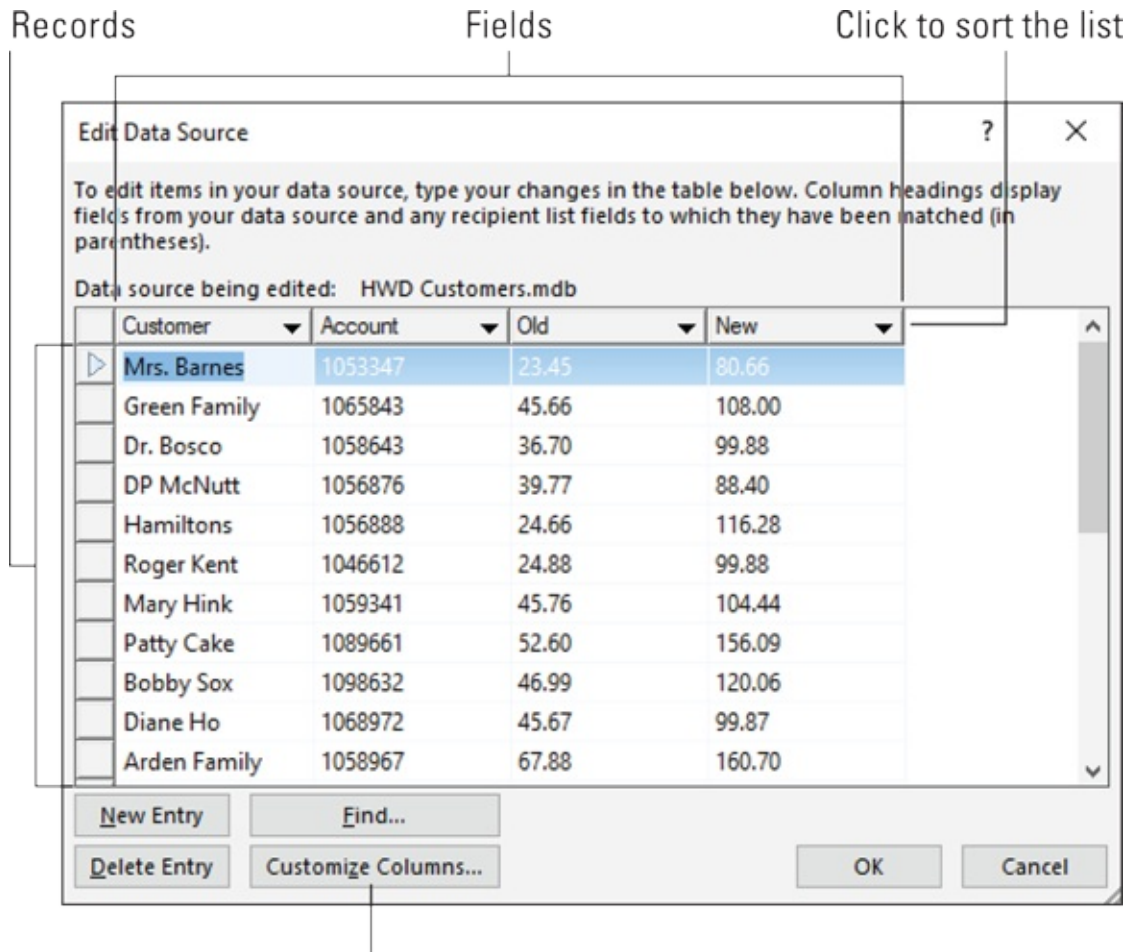 Records Fields Click to sort the list
Edit Data Source ?
To edit items in your data source, type your changes in the table below. Column headings display
fields from your data source and any recipient list fields to which they have been matched (in
parentheses).
Data source being edited: HWD Customers.mdb
Customer Account Old New
Mrs. Barnes 1053347 23.45 80.66
Green Family 1065843 45.66 108.00
Dr. Bosco 1058643 36.70 99.88
DP McNutt 1056876 39.77 88.40
Hamiltons 1056888 24.66 116.28
Roger Kent 1046612 24.88 99.88
Mary Hink 1059341 45.76 104.44
Patty Cake 1089661 52.60 156.09
Bobby Sox 1098632 46.99 120.06
Diane Ho 1068972 45.67 99.87
Arden Family 1058967 67.88 160.70
New Entry Find...
Delete Entry Customize Columns... OK Cancel